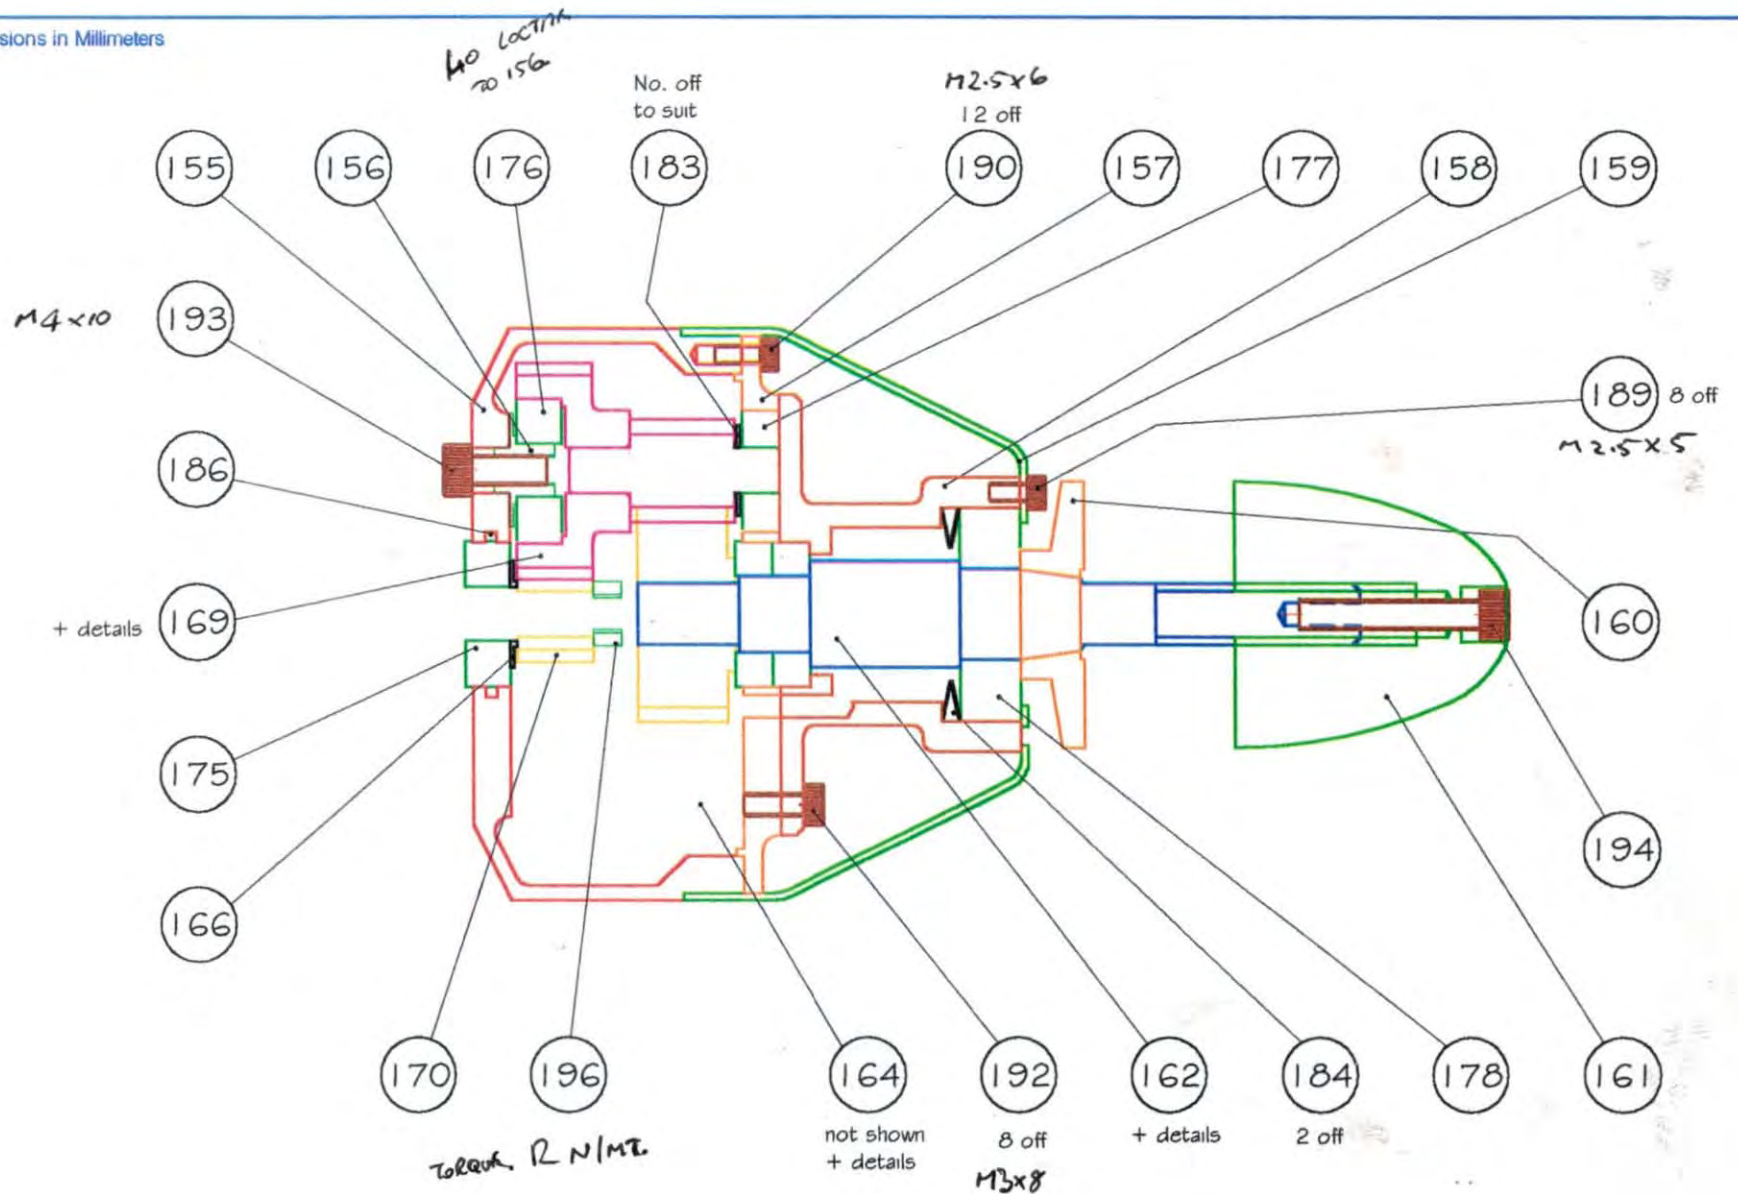 sions in Millimeters
TO 156
No. off
to suit
M2.5x6
12 off
155
156
176
183
190
157
177
158
159
M4x10
193
189 8 off
M2.5x5
186
+ details 169
160
175
194
166
170
196
164
192
162
184
178
161
not shown
+ details
8 off
M3x8
+ details
2 off
TORQUE N/MT.